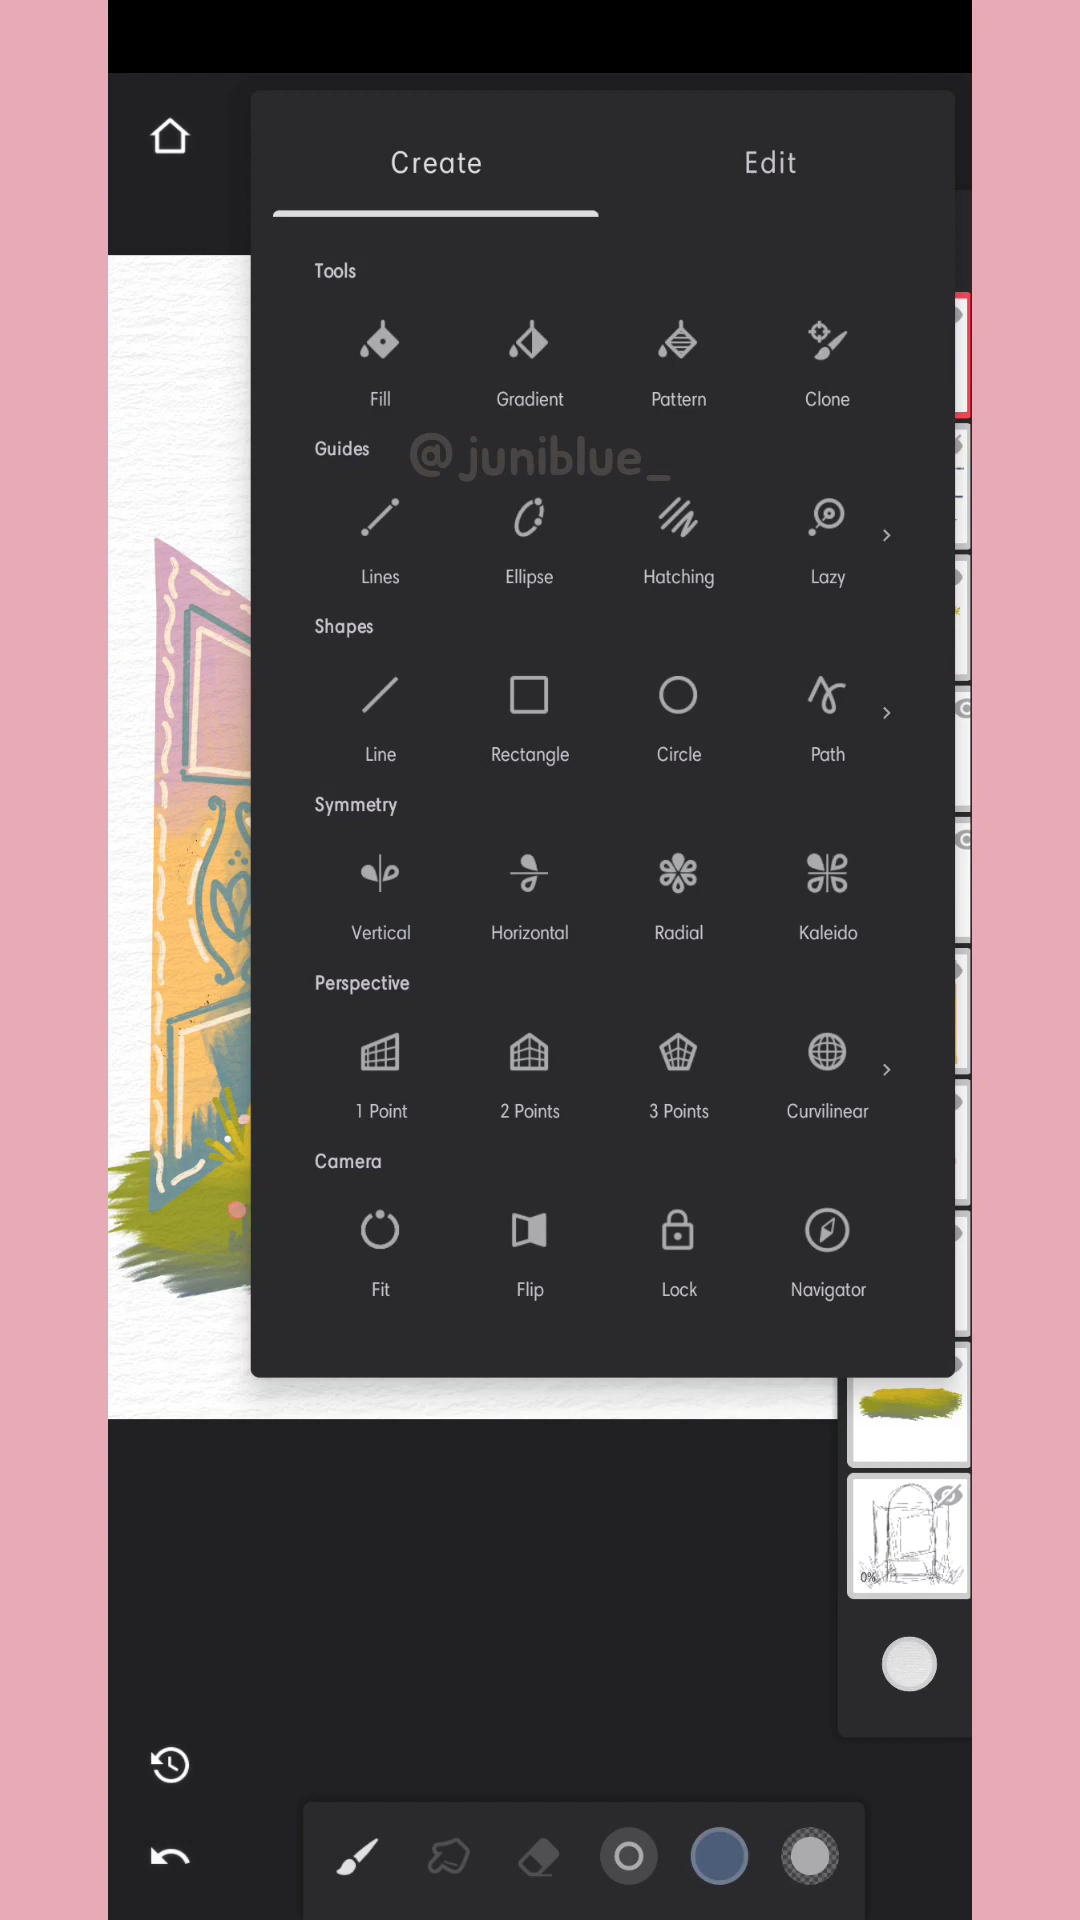 Create Edit
Tools
Fill Gradient Pattern Clone
Guides
@juniblue_
Lines Ellipse Hatching Lazy
Shapes
Line Rectangle Circle Path
Symmetry
Vertical Horizontal Radial Kaleido
Perspective
1 Point 2 Points 3 Points Curvilinear
Camera
Fit Flip Lock Navigator
0%